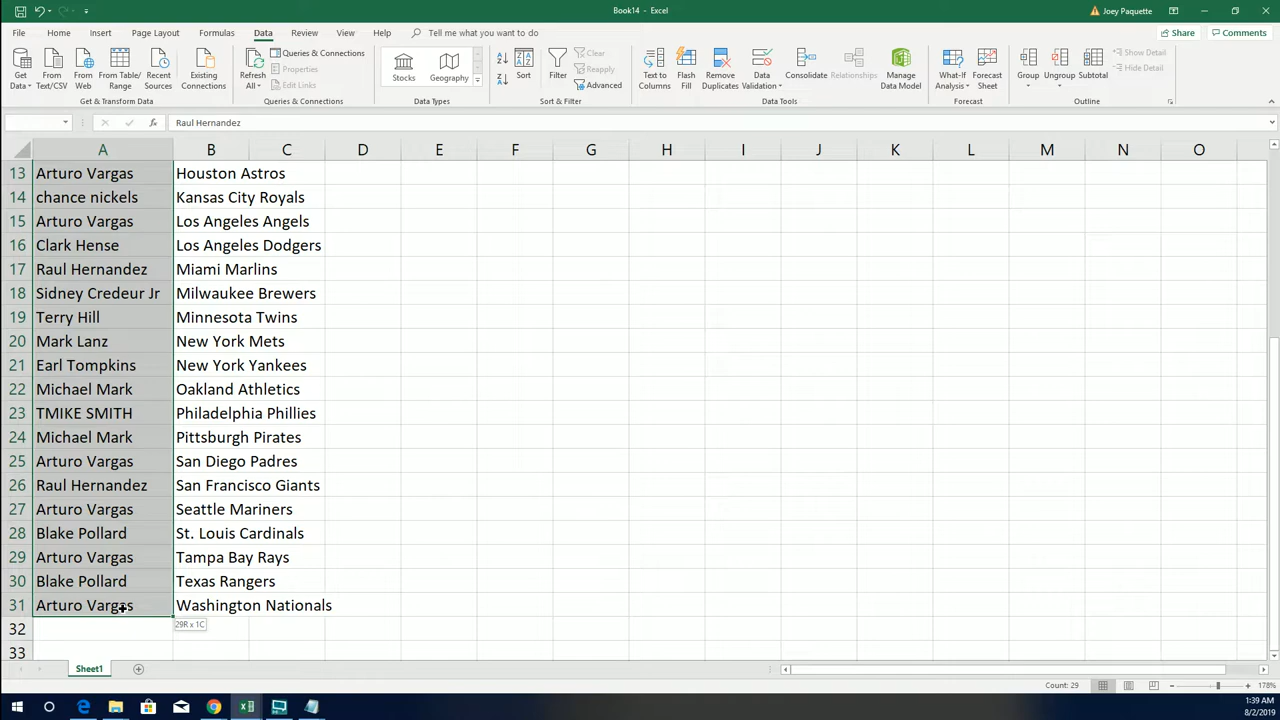 Book14 - Excel
Joey Paquette
File Home Insert Page Layout Formulas Data Review View Help Tell me what you want to do
Share Comments
Get Data From Text/CSV From Web From Table/Range Recent Sources Existing Connections
Refresh All Queries & Connections Properties Edit Links
Stocks Geography
Sort Filter Clear Reapply Advanced
Text to Columns Flash Fill Remove Duplicates Data Validation Consolidate Relationships Manage Data Model
What-If Analysis Forecast Sheet
Group Ungroup Subtotal Show Detail Hide Detail
Get & Transform Data Queries & Connections Data Types Sort & Filter Data Tools Forecast Outline
Raul Hernandez
A B C D E F G H I J K L M N O
13 Arturo Vargas Houston Astros
14 chance nickels Kansas City Royals
15 Arturo Vargas Los Angeles Angels
16 Clark Hense Los Angeles Dodgers
17 Raul Hernandez Miami Marlins
18 Sidney Credeur Jr Milwaukee Brewers
19 Terry Hill Minnesota Twins
20 Mark Lanz New York Mets
21 Earl Tompkins New York Yankees
22 Michael Mark Oakland Athletics
23 TMIKE SMITH Philadelphia Phillies
24 Michael Mark Pittsburgh Pirates
25 Arturo Vargas San Diego Padres
26 Raul Hernandez San Francisco Giants
27 Arturo Vargas Seattle Mariners
28 Blake Pollard St. Louis Cardinals
29 Arturo Vargas Tampa Bay Rays
30 Blake Pollard Texas Rangers
31 Arturo Vargas Washington Nationals
29R x 1C
32
33
Sheet1
Count: 29 178%
1:39 AM
8/2/2019